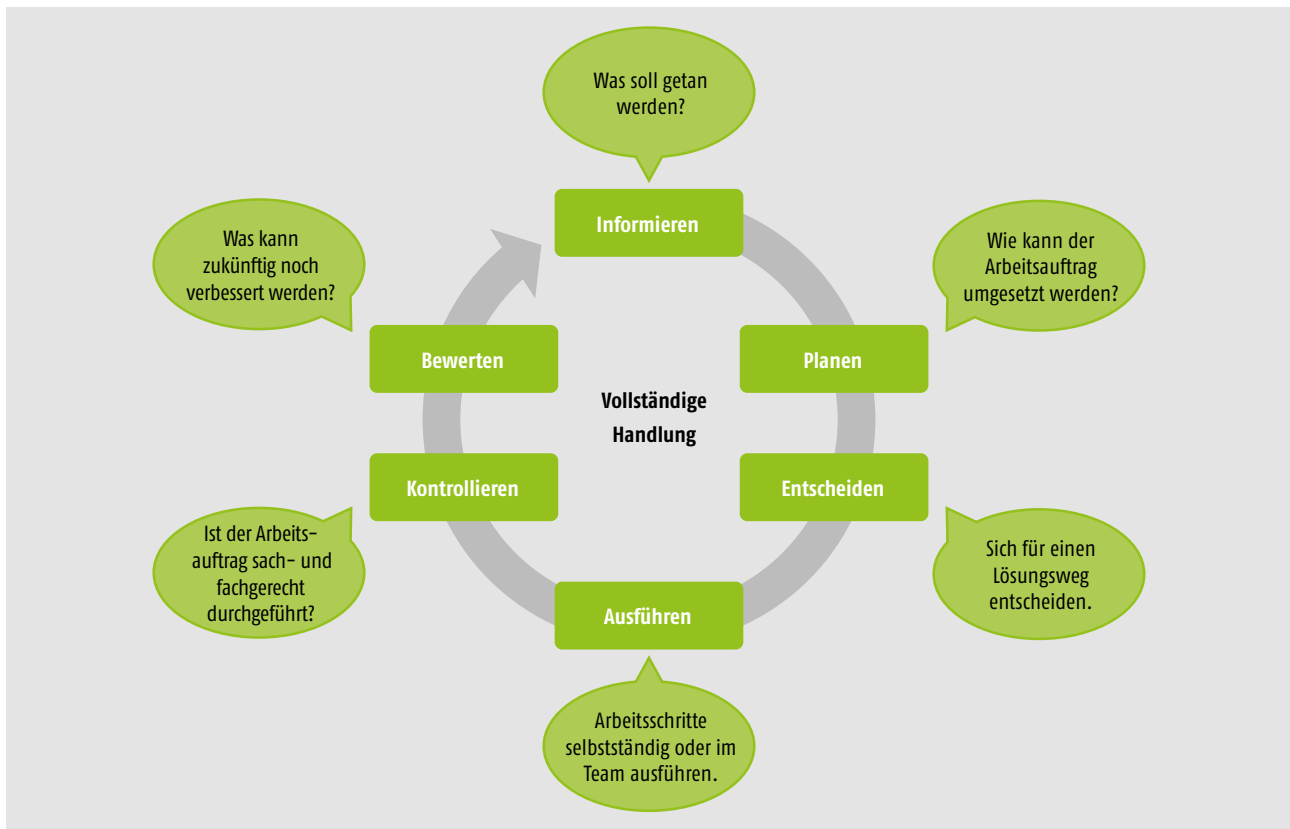 Was soll getan
werden?
Informieren
Wie kann der
Arbeitsauftrag
umgesetzt werden?
Planen
Entscheiden
Sich für einen
Lösungsweg
entscheiden.
Ausführen
Arbeitsschritte
selbstständig oder im
Team ausführen.
Kontrollieren
Ist der Arbeits-
auftrag sach- und
fachgerecht
durchgeführt?
Bewerten
Was kann
zukünftig noch
verbessert werden?
Vollständige
Handlung